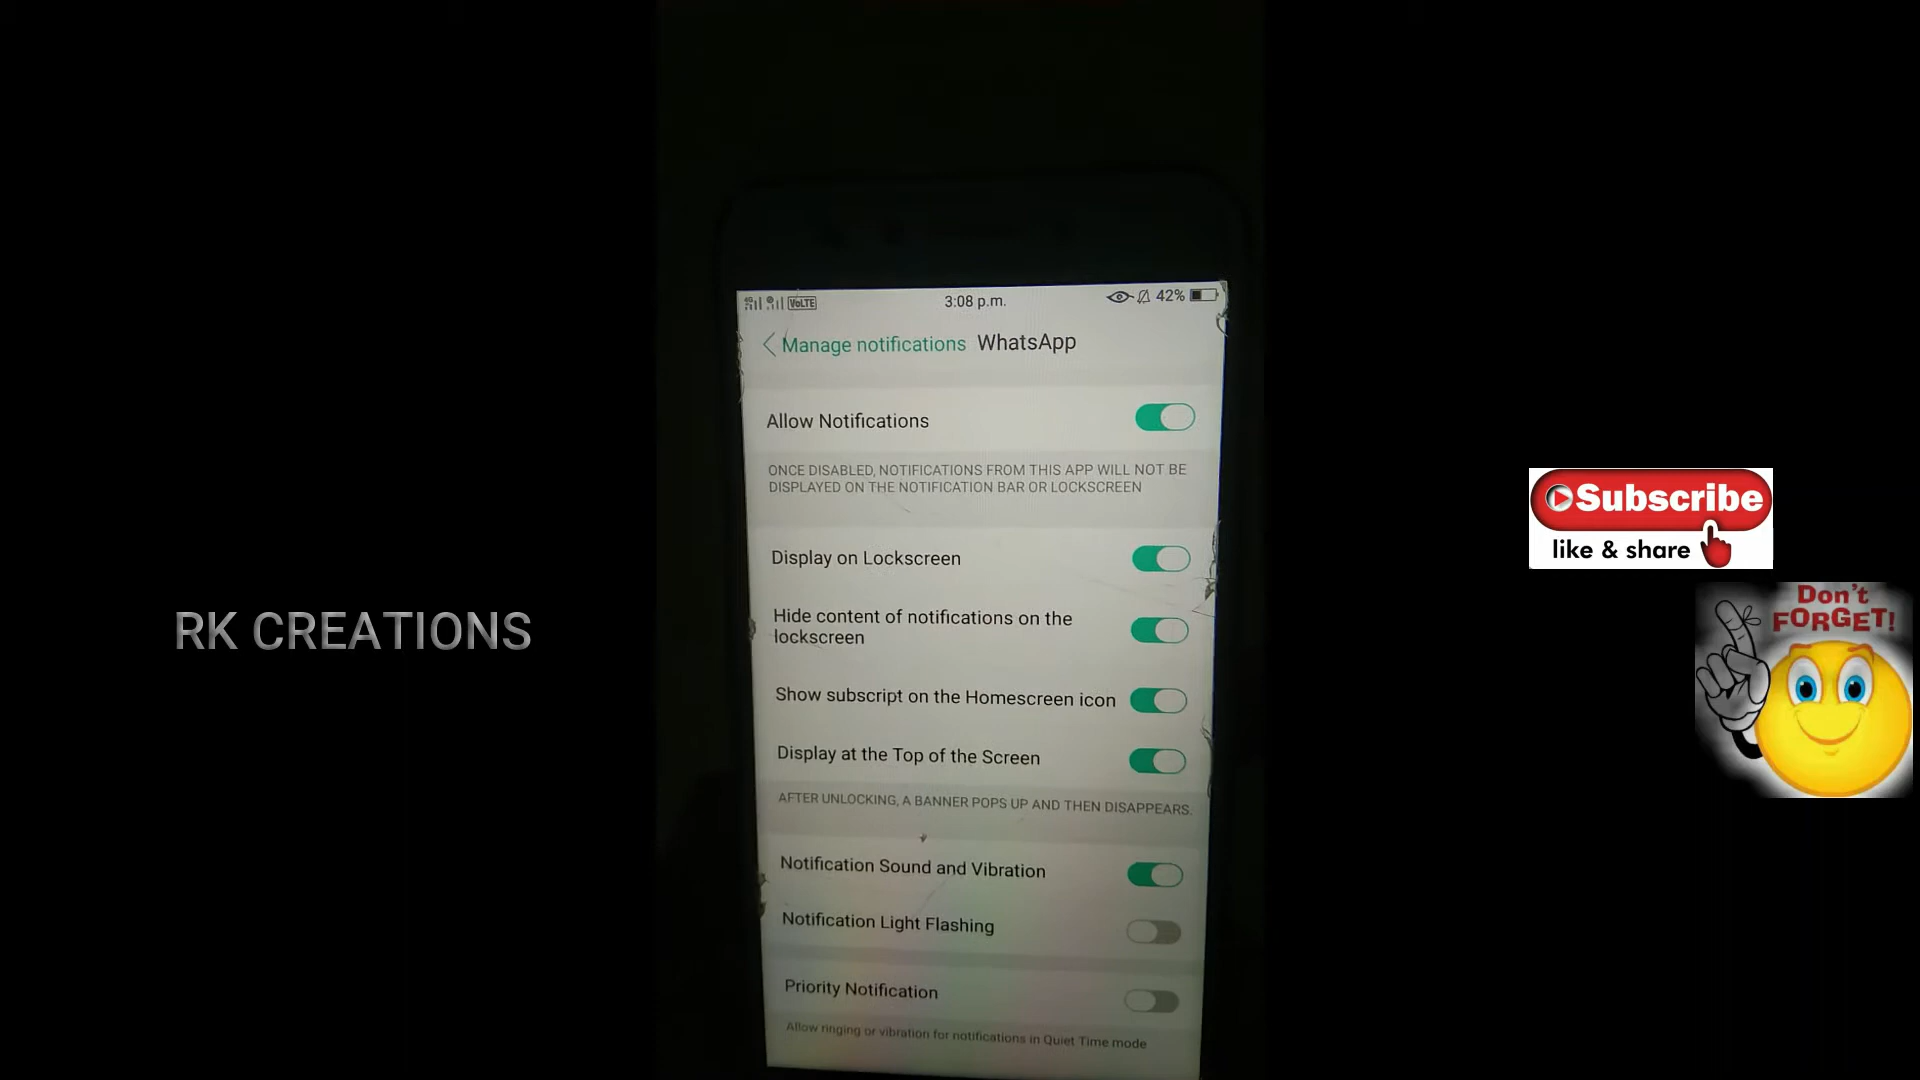 4G VoLTE 3:08 p.m. 42%
Manage notifications WhatsApp
Allow Notifications
ONCE DISABLED, NOTIFICATIONS FROM THIS APP WILL NOT BE
DISPLAYED ON THE NOTIFICATION BAR OR LOCKSCREEN
Display on Lockscreen
Hide content of notifications on the
lockscreen
Show subscript on the Homescreen icon
Display at the Top of the Screen
AFTER UNLOCKING, A BANNER POPS UP AND THEN DISAPPEARS.
Notification Sound and Vibration
Notification Light Flashing
Priority Notification
Allow ringing or vibration for notifications in Quiet Time mode
RK CREATIONS
Subscribe
like & share
Don't
FORGET!